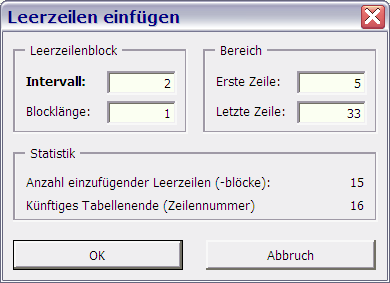 Leerzeilen einfügen
Leerzeilenblock
Intervall: 2
Blocklänge: 1
Bereich
Erste Zeile: 5
Letzte Zeile: 33
Statistik
Anzahl einzufügender Leerzeilen (-blöcke): 15
Künftiges Tabellenende (Zeilennummer) 16
OK Abbruch